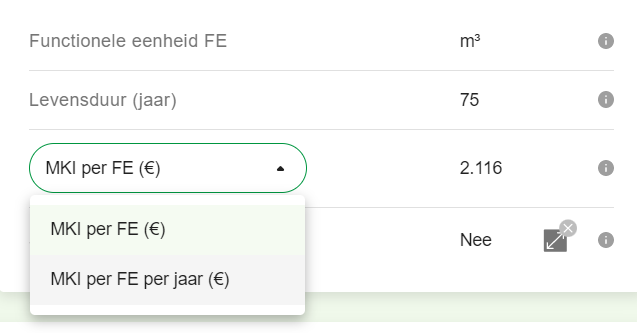 Functionele eenheid FE m³
Levensduur (jaar) 75
MKI per FE (€) 2.116
MKI per FE (€)
Nee
MKI per FE per jaar (€)